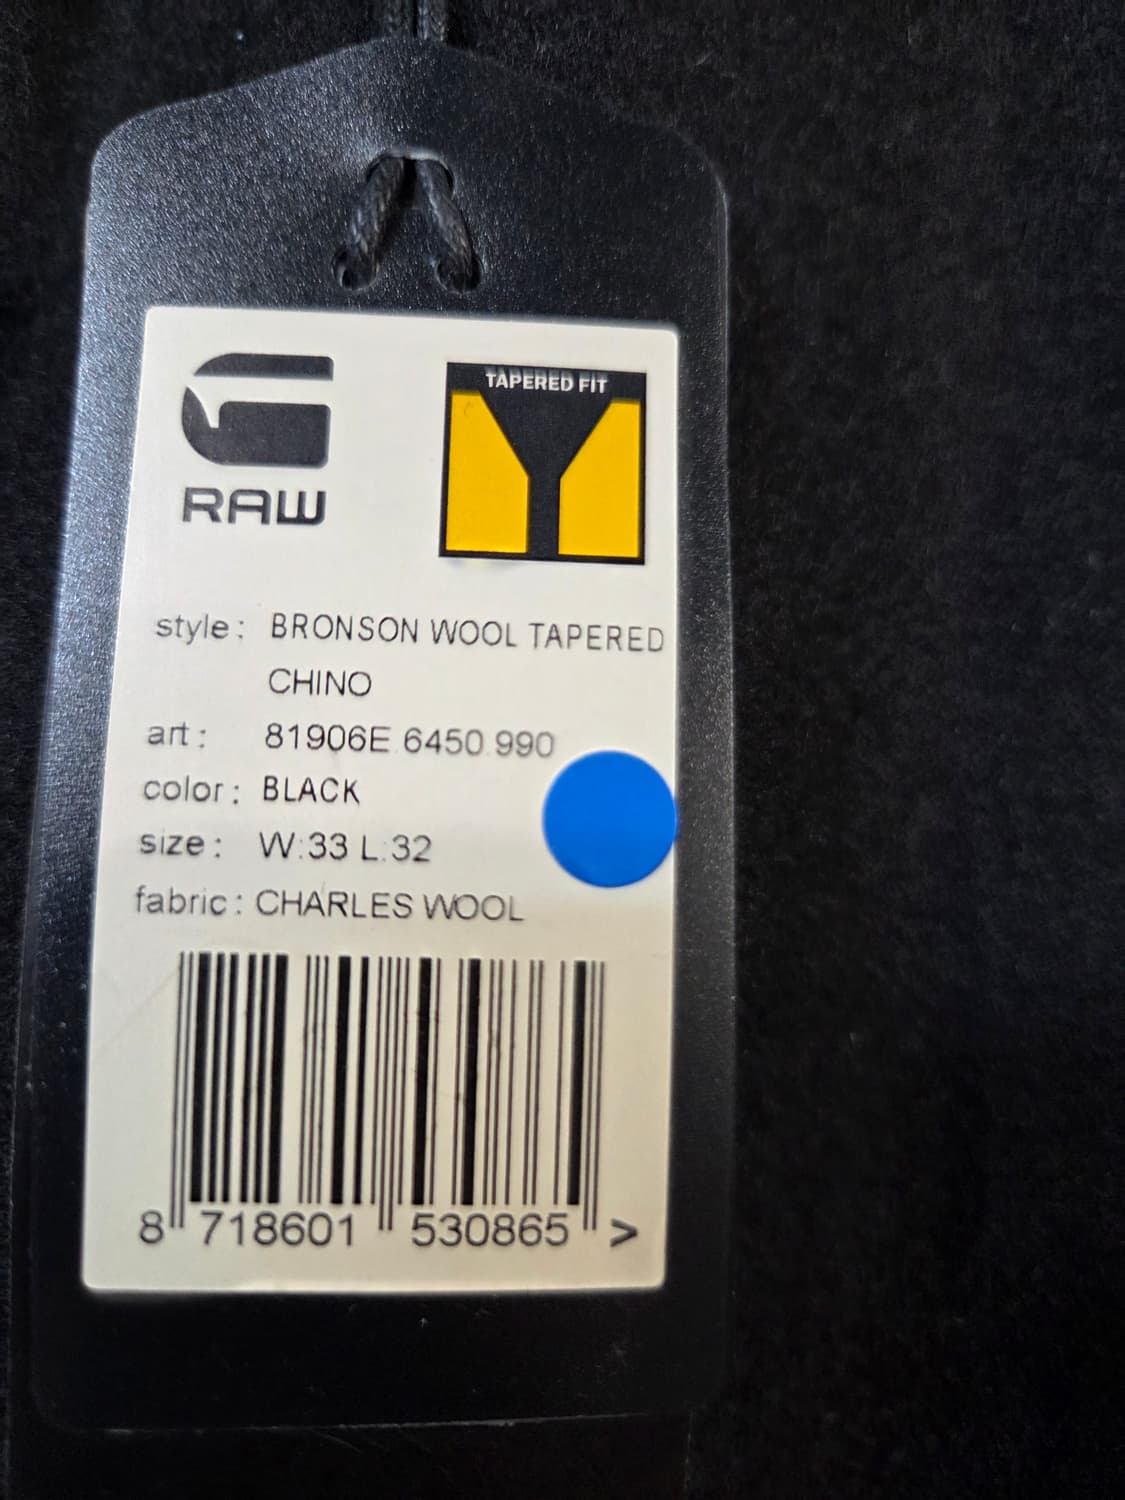 RAW
TAPERED FIT
style: BRONSON WOOL TAPERED
CHINO
art: 81906E.6450.990
color: BLACK
size: W:33 L:32
fabric: CHARLES WOOL
8 718601 530865 >